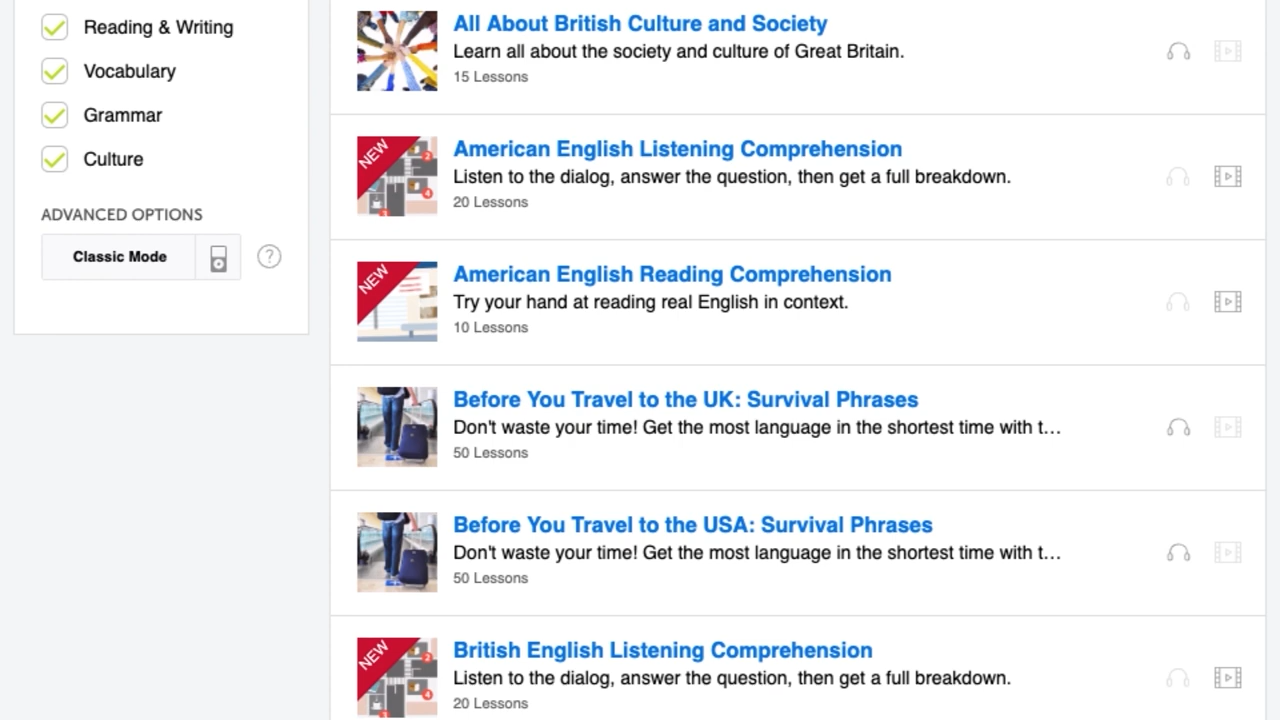 Reading & Writing
Vocabulary
Grammar
Culture
ADVANCED OPTIONS
Classic Mode
?
All About British Culture and Society
Learn all about the society and culture of Great Britain.
15 Lessons
NEW
American English Listening Comprehension
Listen to the dialog, answer the question, then get a full breakdown.
20 Lessons
NEW
American English Reading Comprehension
Try your hand at reading real English in context.
10 Lessons
Before You Travel to the UK: Survival Phrases
Don't waste your time! Get the most language in the shortest time with t…
50 Lessons
Before You Travel to the USA: Survival Phrases
Don't waste your time! Get the most language in the shortest time with t…
50 Lessons
NEW
British English Listening Comprehension
Listen to the dialog, answer the question, then get a full breakdown.
20 Lessons